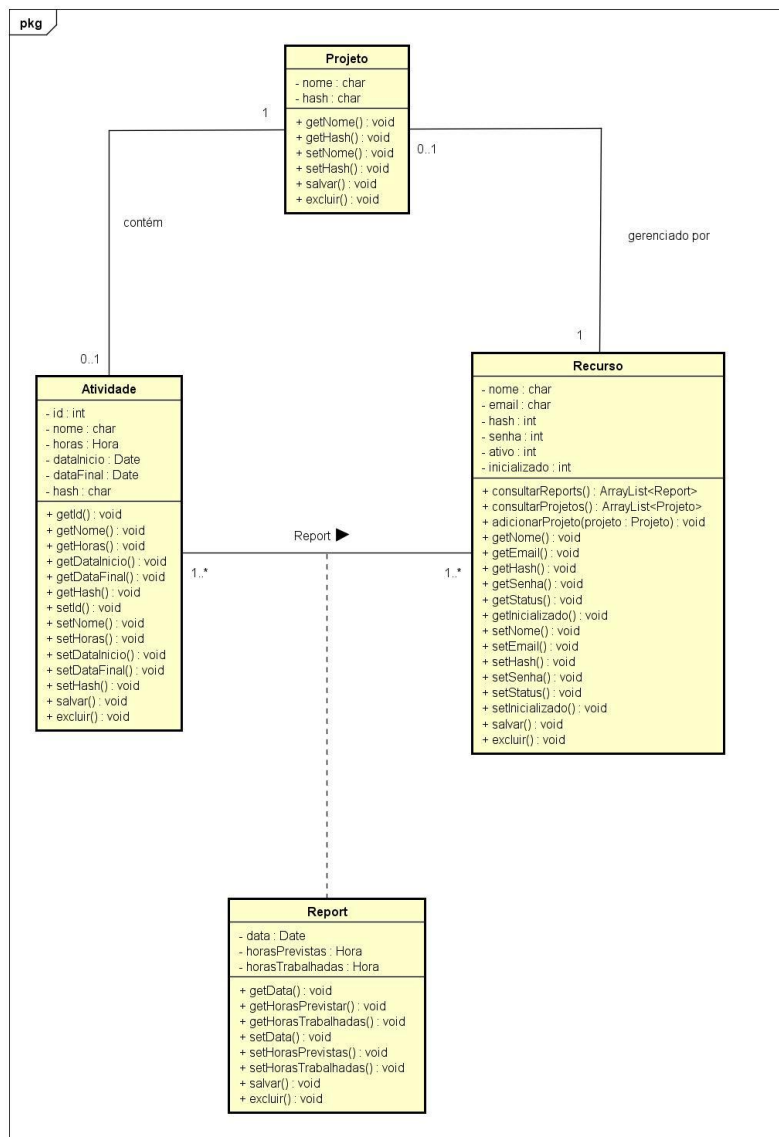 pkg
Projeto
- nome : char
- hash : char
+ getNome() : void
+ getHash() : void
+ setNome() : void
+ setHash() : void
+ salvar() : void
+ excluir() : void
1
0..1
contém
gerenciado por
0..1
1
Atividade
- id : int
- nome : char
- horas : Hora
- dataInicio : Date
- dataFinal : Date
- hash : char
+ getId() : void
+ getNome() : void
+ getHoras() : void
+ getDataInicio() : void
+ getDataFinal() : void
+ getHash() : void
+ setId() : void
+ setNome() : void
+ setHoras() : void
+ setDataInicio() : void
+ setDataFinal() : void
+ setHash() : void
+ salvar() : void
+ excluir() : void
Report ▶
1..*
1..*
Recurso
- nome : char
- email : char
- hash : int
- senha : int
- ativo : int
- inicializado : int
+ consultarReports() : ArrayList<Report>
+ consultarProjetos() : ArrayList<Projeto>
+ adicionarProjeto(projeto : Projeto) : void
+ getNome() : void
+ getEmail() : void
+ getHash() : void
+ getSenha() : void
+ getStatus() : void
+ getInicializado() : void
+ setNome() : void
+ setEmail() : void
+ setHash() : void
+ setSenha() : void
+ setStatus() : void
+ setInicializado() : void
+ salvar() : void
+ excluir() : void
Report
- data : Date
- horasPrevistas : Hora
- horasTrabalhadas : Hora
+ getData() : void
+ getHorasPrevistar() : void
+ getHorasTrabalhadas() : void
+ setData() : void
+ setHorasPrevistas() : void
+ setHorasTrabalhadas() : void
+ salvar() : void
+ excluir() : void